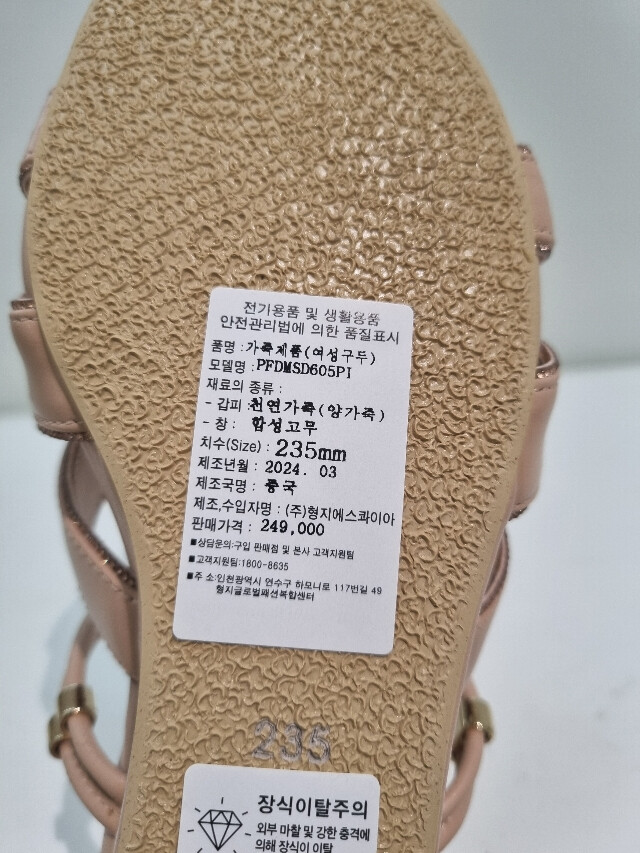 전기용품 및 생활용품
안전관리법에 의한 품질표시
품명 : 가죽제품(여성구두)
모델명 : PFDMSD605PI
재료의 종류 :
- 갑피 : 천연가죽(양가죽)
- 창 : 합성고무
치수(Size) : 235mm
제조년월 : 2024. 03
제조국명 : 중국
제조,수입자명 : (주)형지에스콰이아
판매가격 : 249,000
■상담문의:구입 판매점 및 본사 고객지원팀
■고객지원팀:1800-8635
■주 소:인천광역시 연수구 하모니로 177번길 49
형지글로벌패션복합센터
235
장식이탈주의
외부 마찰 및 강한 충격에
의해 장식이 이탈